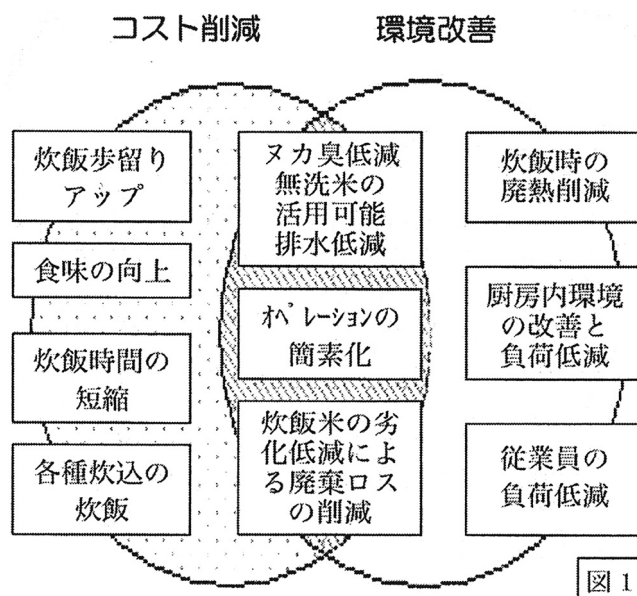 コスト削減
環境改善
炊飯歩留り
アップ
食味の向上
炊飯時間の
短縮
各種炊込の
炊飯
ヌカ臭低減
無洗米の
活用可能
排水低減
オペレーションの
簡素化
炊飯米の劣
化低減によ
る廃棄ロス
の削減
炊飯時の
廃熱削減
厨房内環境
の改善と
負荷低減
従業員の
負荷低減
図1